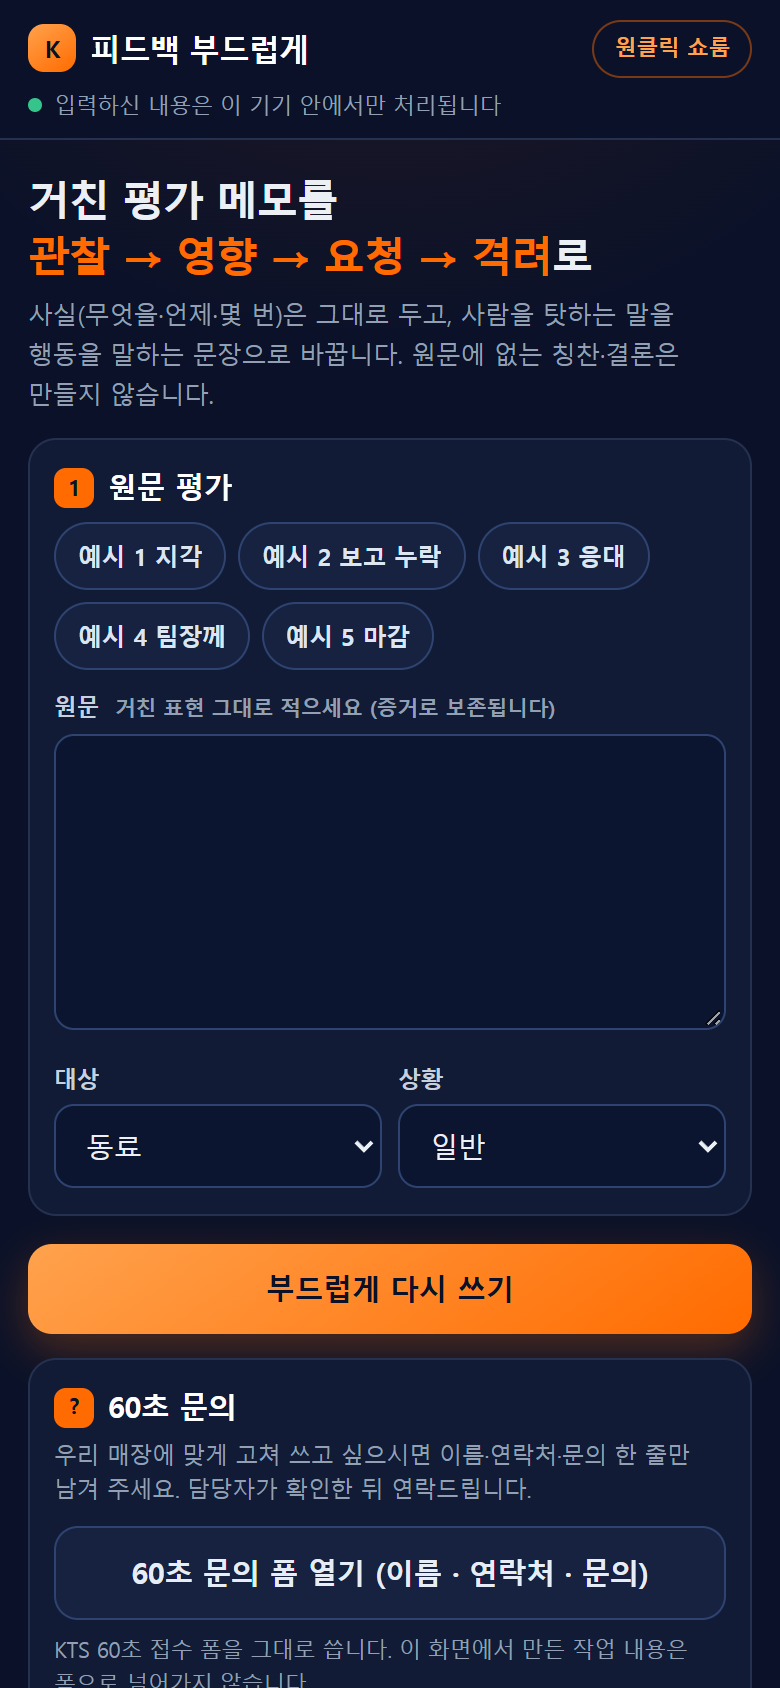 K 피드백 부드럽게
원클릭 쇼룸
입력하신 내용은 이 기기 안에서만 처리됩니다
거친 평가 메모를
관찰 → 영향 → 요청 → 격려로
사실(무엇을·언제·몇 번)은 그대로 두고, 사람을 탓하는 말을
행동을 말하는 문장으로 바꿉니다. 원문에 없는 칭찬·결론은
만들지 않습니다.
1 원문 평가
예시 1 지각
예시 2 보고 누락
예시 3 응대
예시 4 팀장께
예시 5 마감
원문 거친 표현 그대로 적으세요 (증거로 보존됩니다)
대상
상황
동료
일반
부드럽게 다시 쓰기
? 60초 문의
우리 매장에 맞게 고쳐 쓰고 싶으시면 이름·연락처·문의 한 줄만
남겨 주세요. 담당자가 확인한 뒤 연락드립니다.
60초 문의 폼 열기 (이름 · 연락처 · 문의)
KTS 60초 접수 폼을 그대로 씁니다. 이 화면에서 만든 작업 내용은
폼으로 넘어가지 않습니다